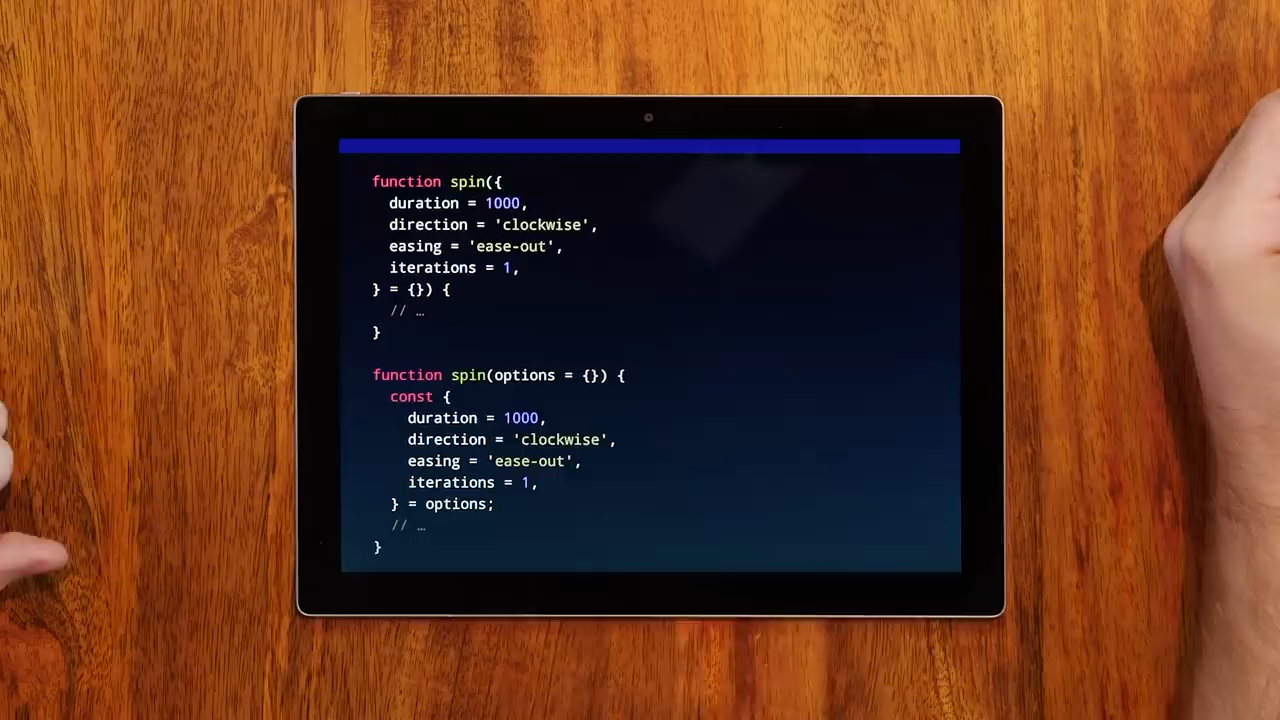 function spin({
  duration = 1000,
  direction = 'clockwise',
  easing = 'ease-out',
  iterations = 1,
} = {}) {
  // …
}

function spin(options = {}) {
  const {
    duration = 1000,
    direction = 'clockwise',
    easing = 'ease-out',
    iterations = 1,
  } = options;
  // …
}